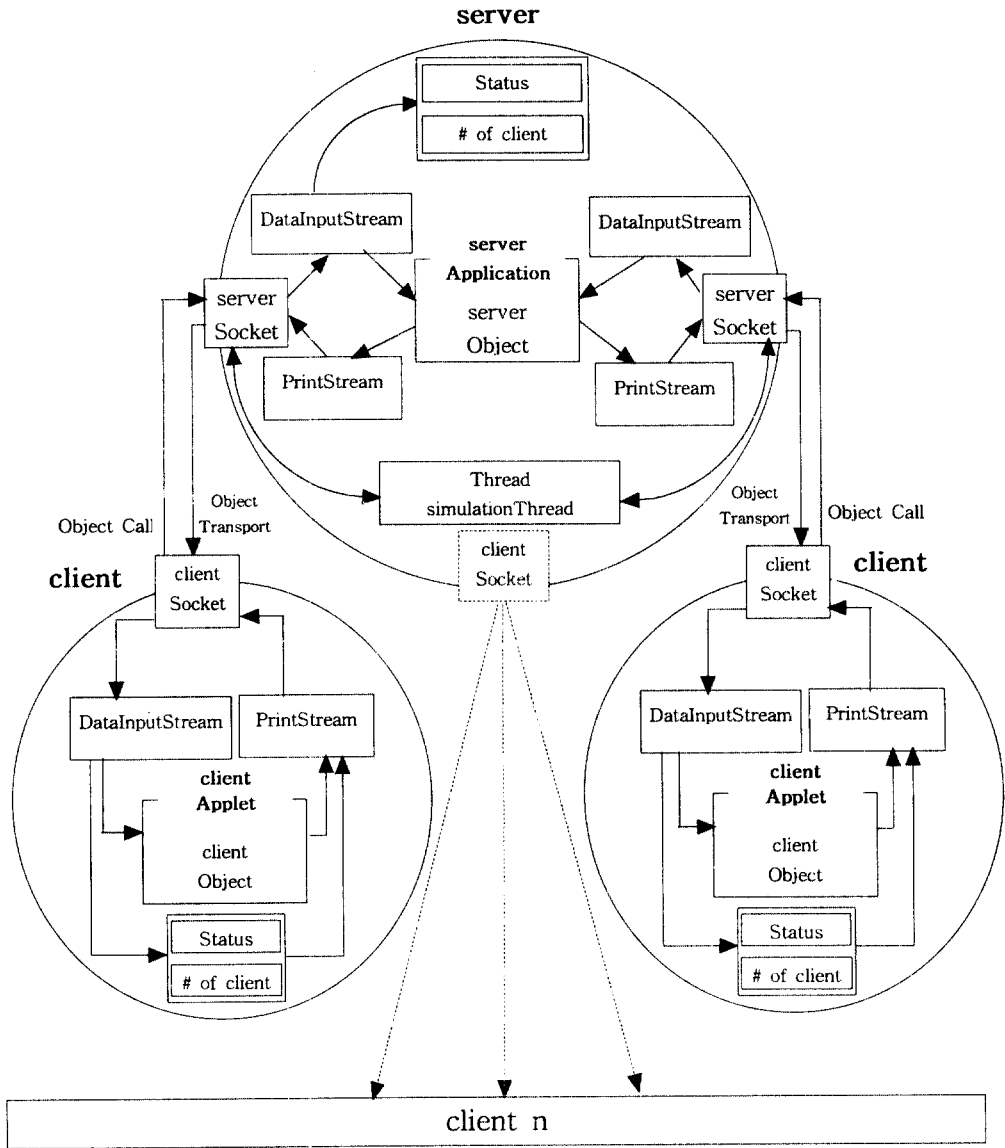 server
Status
# of client
DataInputStream
DataInputStream
server
Application
server
Object
server
Socket
server
Socket
PrintStream
PrintStream
Thread
simulationThread
client
Socket
Object Call
Object
Transport
Object
Transport
Object Call
client
client
Socket
client
Socket
client
DataInputStream
PrintStream
client
Applet
client
Object
Status
# of client
DataInputStream
PrintStream
client
Applet
client
Object
Status
# of client
client n